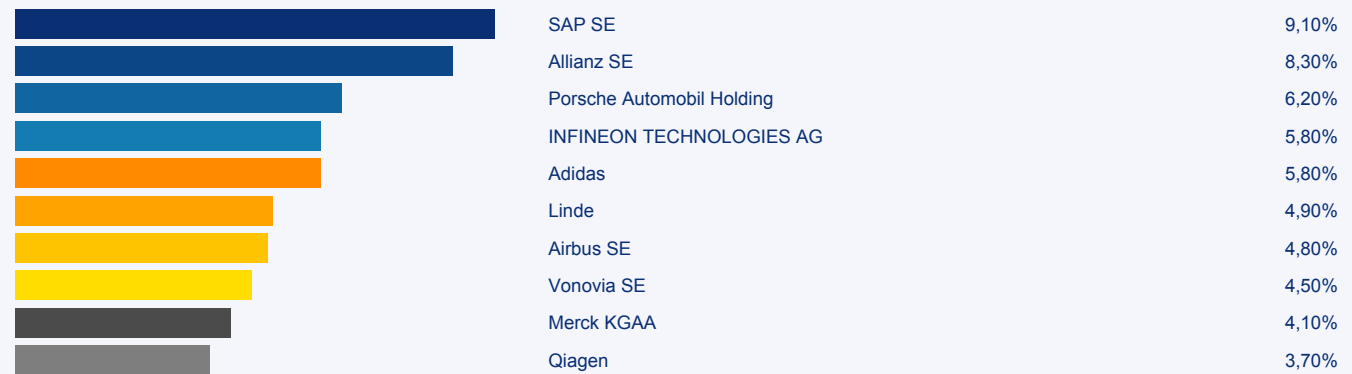 SAP SE 9,10%
Allianz SE 8,30%
Porsche Automobil Holding 6,20%
INFINEON TECHNOLOGIES AG 5,80%
Adidas 5,80%
Linde 4,90%
Airbus SE 4,80%
Vonovia SE 4,50%
Merck KGAA 4,10%
Qiagen 3,70%